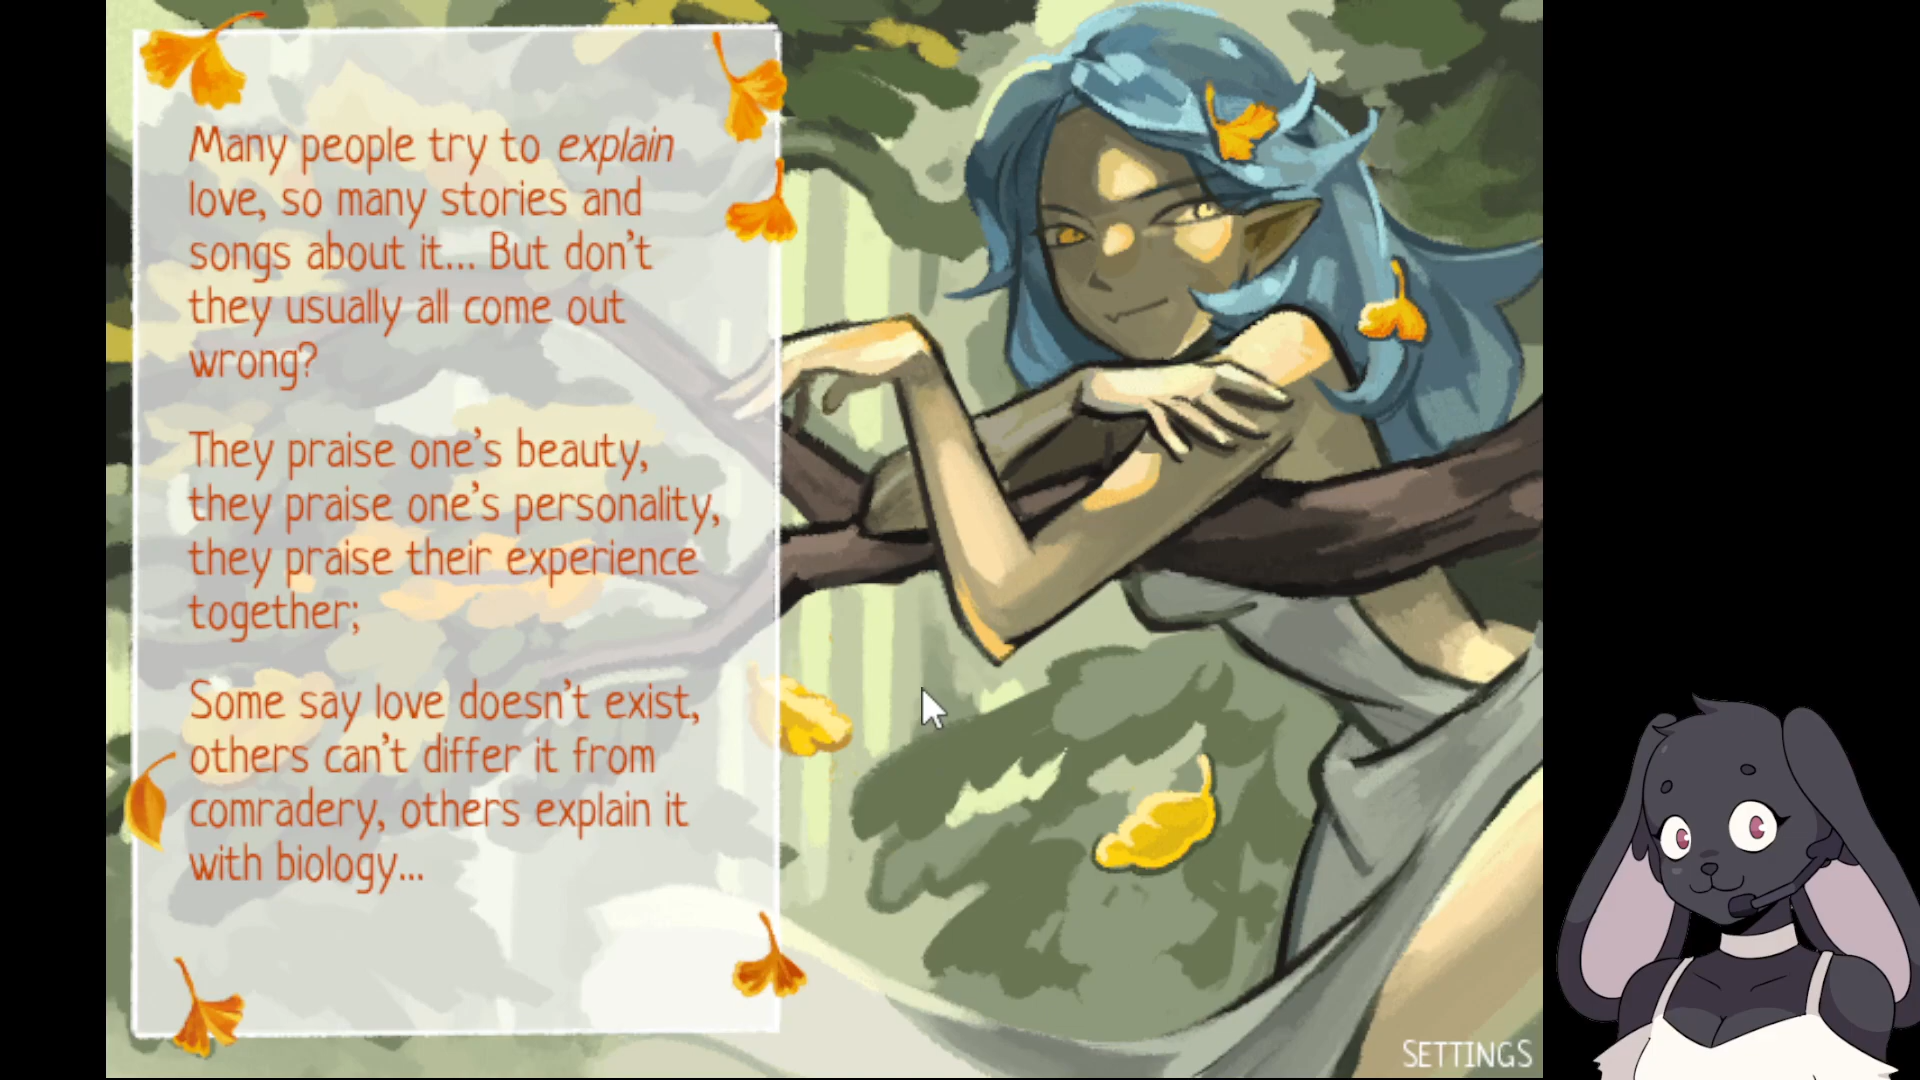 Many people try to explain
love, so many stories and
songs about it... But don't
they usually all come out
wrong?
They praise one's beauty,
they praise one's personality,
they praise their experience
together;
Some say love doesn't exist,
others can't differ it from
comradery, others explain it
with biology...
SETTINGS